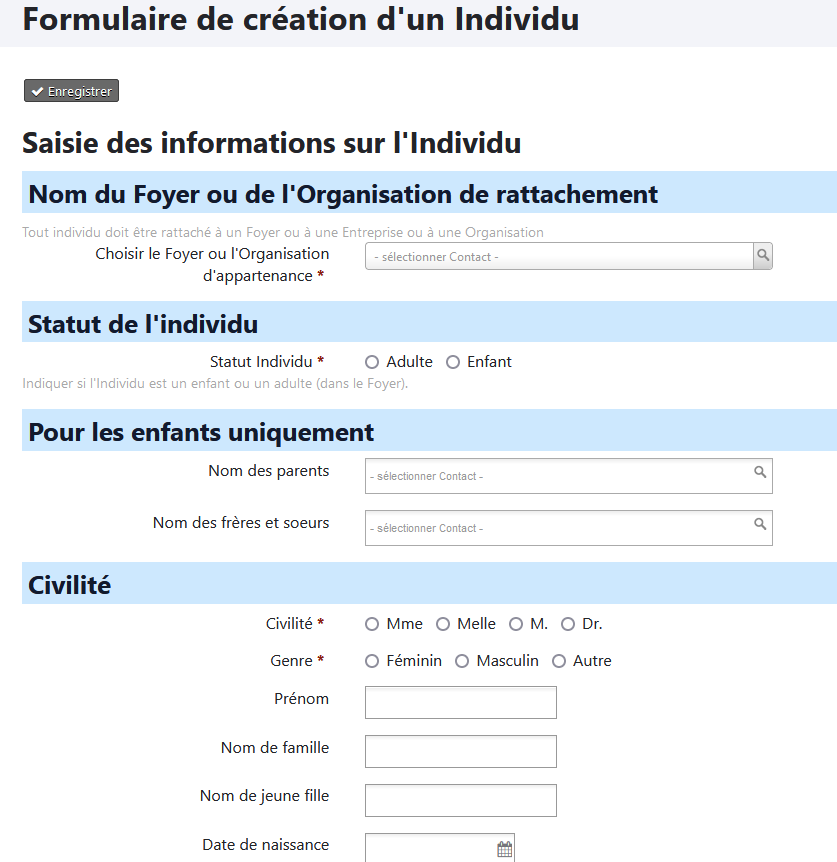 Formulaire de création d'un Individu
Enregistrer
Saisie des informations sur l'Individu
Nom du Foyer ou de l'Organisation de rattachement
Tout individu doit être rattaché à un Foyer ou à une Entreprise ou à une Organisation
Choisir le Foyer ou l'Organisation
d'appartenance *
- sélectionner Contact -
Statut de l'individu
Statut Individu * Adulte Enfant
Indiquer si l'Individu est un enfant ou un adulte (dans le Foyer).
Pour les enfants uniquement
Nom des parents - sélectionner Contact -
Nom des frères et soeurs - sélectionner Contact -
Civilité
Civilité * Mme Melle M. Dr.
Genre * Féminin Masculin Autre
Prénom
Nom de famille
Nom de jeune fille
Date de naissance